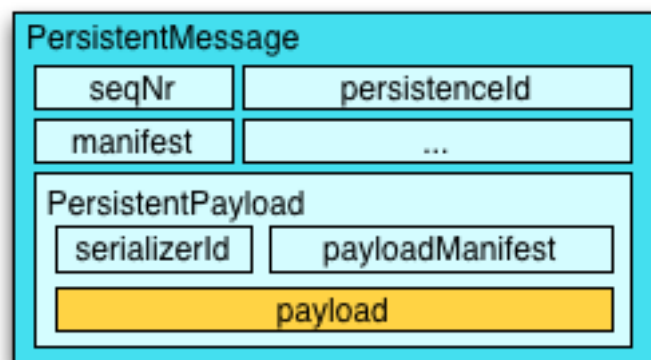 PersistentMessage
seqNr persistenceId
manifest ...
PersistentPayload
serializerId payloadManifest
payload